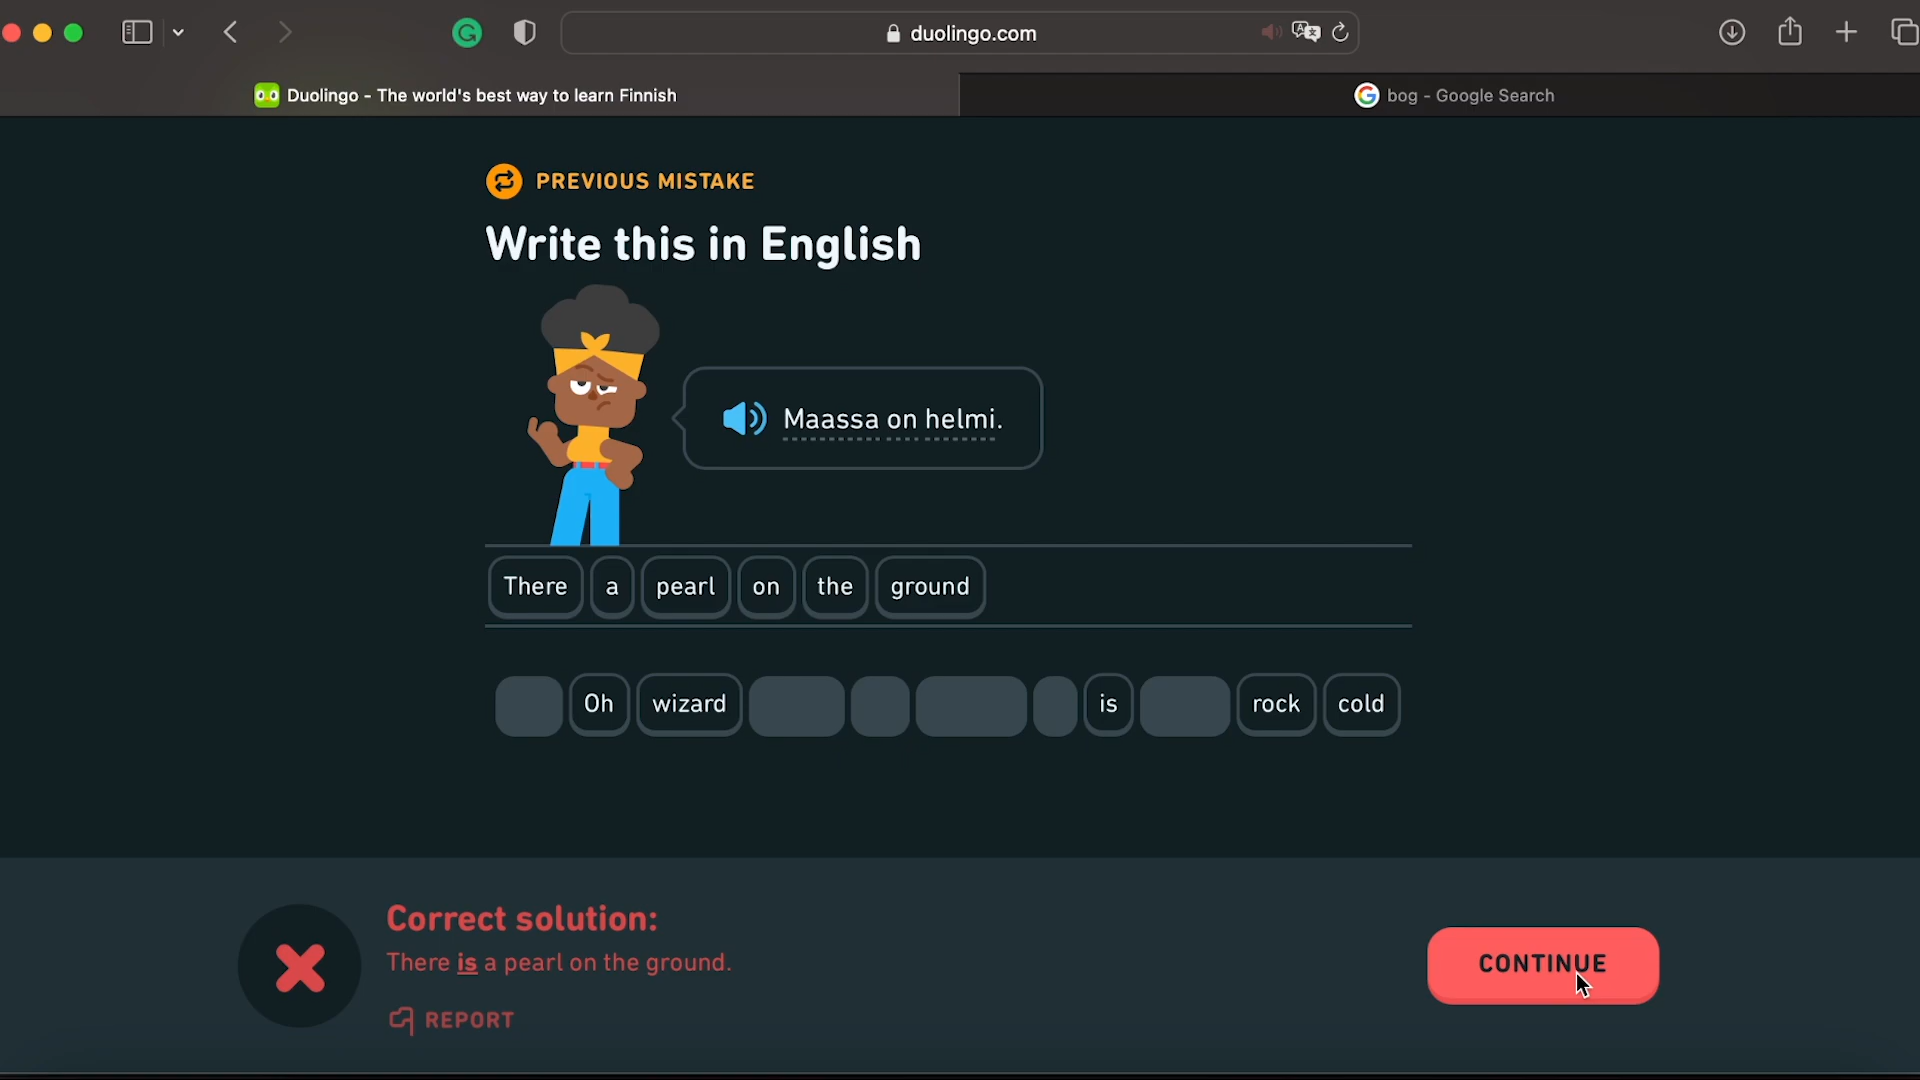 duolingo.com
Duolingo - The world's best way to learn Finnish
bog - Google Search
PREVIOUS MISTAKE
Write this in English
Maassa on helmi.
There a pearl on the ground
Oh wizard is rock cold
Correct solution:
There is a pearl on the ground.
REPORT
CONTINUE